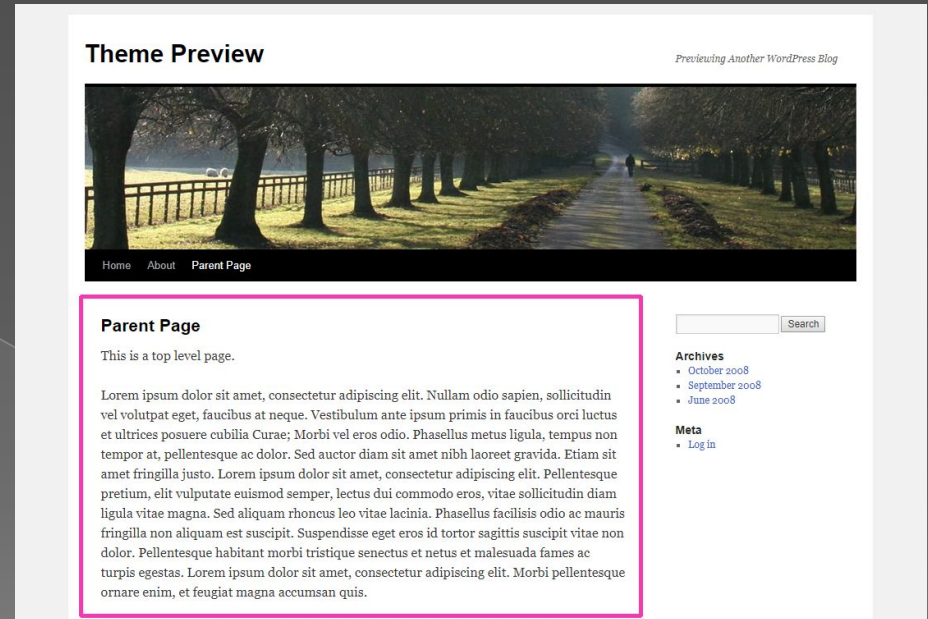 Theme Preview
Previewing Another WordPress Blog
Home About Parent Page
Parent Page
This is a top level page.
Lorem ipsum dolor sit amet, consectetur adipiscing elit. Nullam odio sapien, sollicitudin
vel volutpat eget, faucibus at neque. Vestibulum ante ipsum primis in faucibus orci luctus
et ultrices posuere cubilia Curae; Morbi vel eros odio. Phasellus metus ligula, tempus non
tempor at, pellentesque ac dolor. Sed auctor diam sit amet nibh laoreet gravida. Etiam sit
amet fringilla justo. Lorem ipsum dolor sit amet, consectetur adipiscing elit. Pellentesque
pretium, elit vulputate euismod semper, lectus dui commodo eros, vitae sollicitudin diam
ligula vitae magna. Sed aliquam rhoncus leo vitae lacinia. Phasellus facilisis odio ac mauris
fringilla non aliquam est suscipit. Suspendisse eget eros id tortor sagittis suscipit vitae non
dolor. Pellentesque habitant morbi tristique senectus et netus et malesuada fames ac
turpis egestas. Lorem ipsum dolor sit amet, consectetur adipiscing elit. Morbi pellentesque
ornare enim, et feugiat magna accumsan quis.
Search
Archives
October 2008
September 2008
June 2008
Meta
Log in